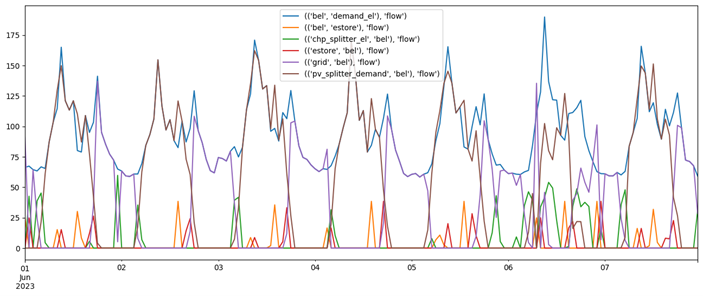 175
150
125
100
75
50
25
0
(('bel', 'demand_el'), 'flow')
(('bel', 'estore'), 'flow')
(('chp_splitter_el', 'bel'), 'flow')
(('estore', 'bel'), 'flow')
(('grid', 'bel'), 'flow')
(('pv_splitter_demand', 'bel'), 'flow')
01 02 03 04 05 06 07
Jun
2023